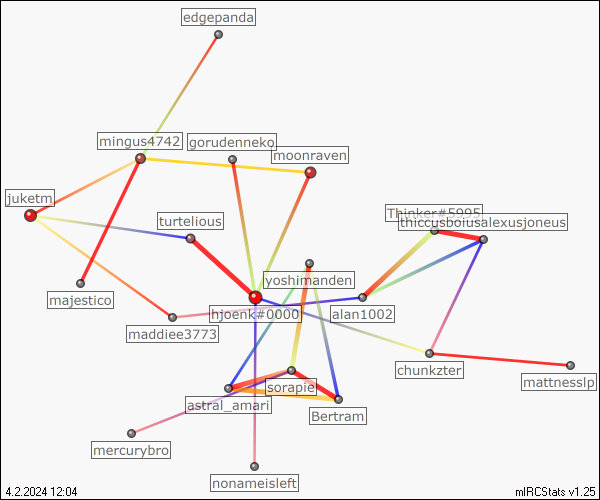 edgepanda
mingus4742
gorudenneko
moonraven
juketm
turtelious
Thinker#5995
thiccusboiusalexusjoneus
yoshimanden
majestico
hjoerik#0000
alan1002
maddiee3773
chunkzter
mattnesslp
sorapie
astral_amari
Bertram
mercurybro
nonameisleft
4.2.2024 12:04
mIRCStats v1.25